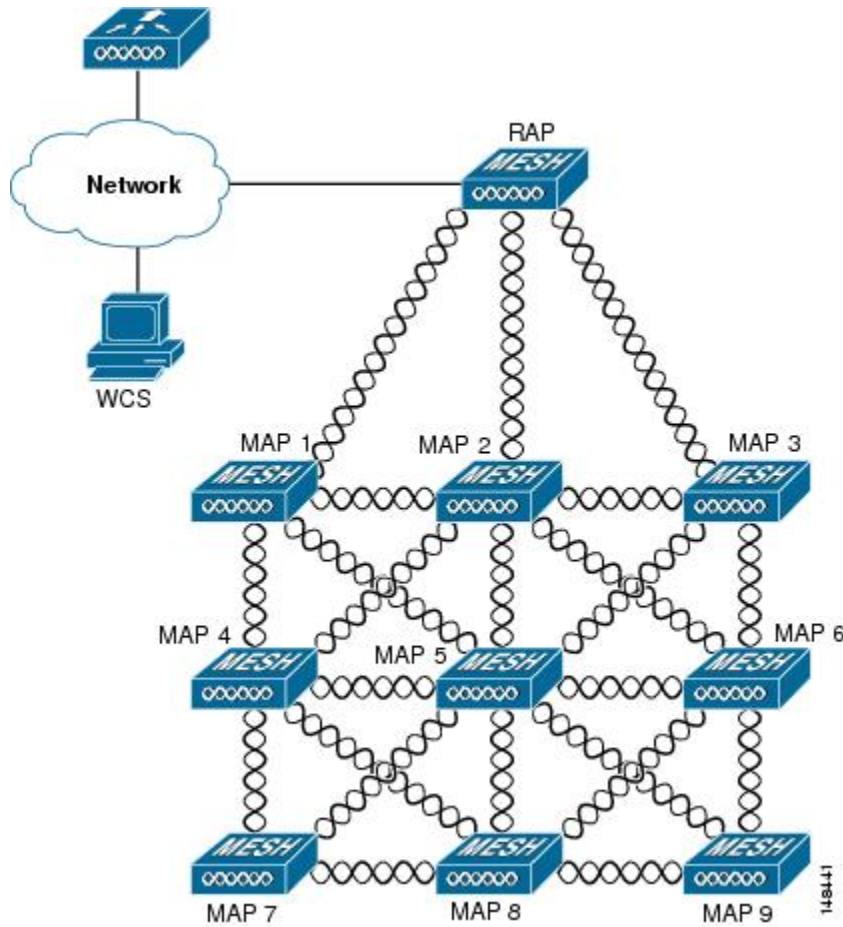 RAP
MESH
Network
WCS
MAP 1
MAP 2
MAP 3
MESH
MESH
MESH
MAP 4
MAP 5
MAP 6
MESH
MESH
MESH
MESH
MESH
MESH
MAP 7
MAP 8
MAP 9
148441